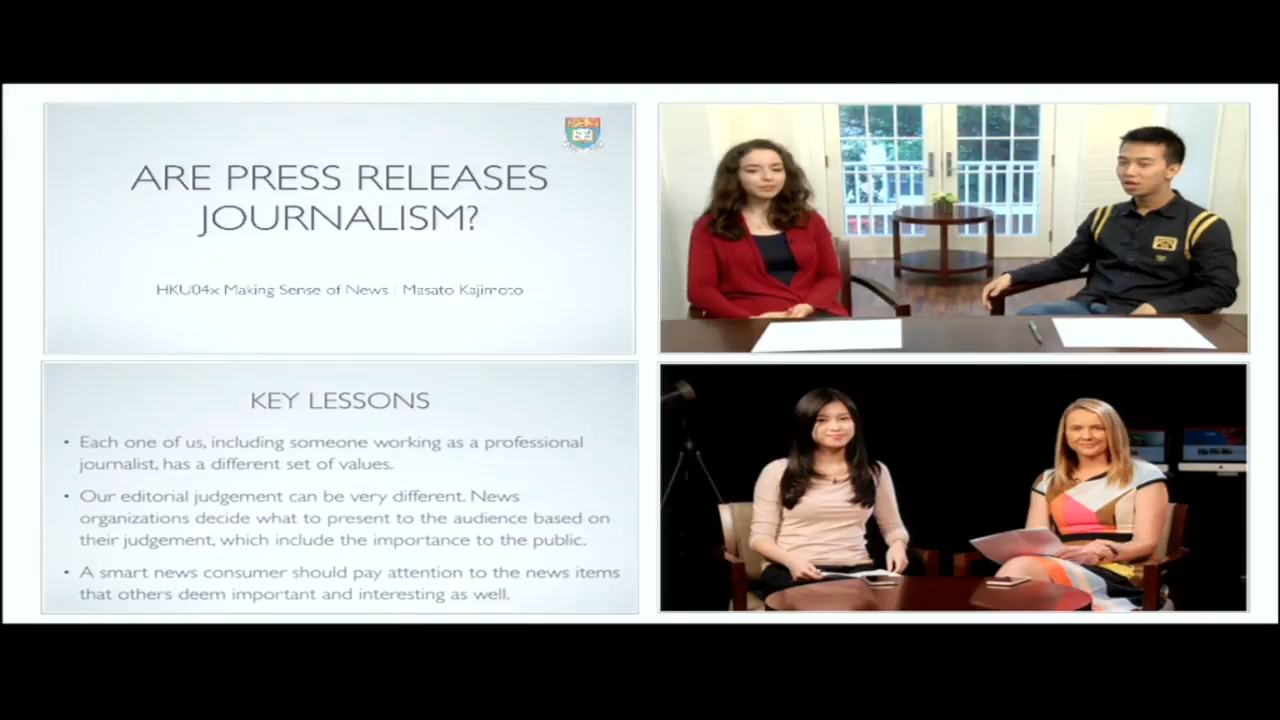 ARE PRESS RELEASES
JOURNALISM?
HKU04x Making Sense of News | Masato Kajimoto
KEY LESSONS
• Each one of us, including someone working as a professional
journalist, has a different set of values.
• Our editorial judgement can be very different. News
organizations decide what to present to the audience based on
their judgement, which include the importance to the public.
• A smart news consumer should pay attention to the news items
that others deem important and interesting as well.